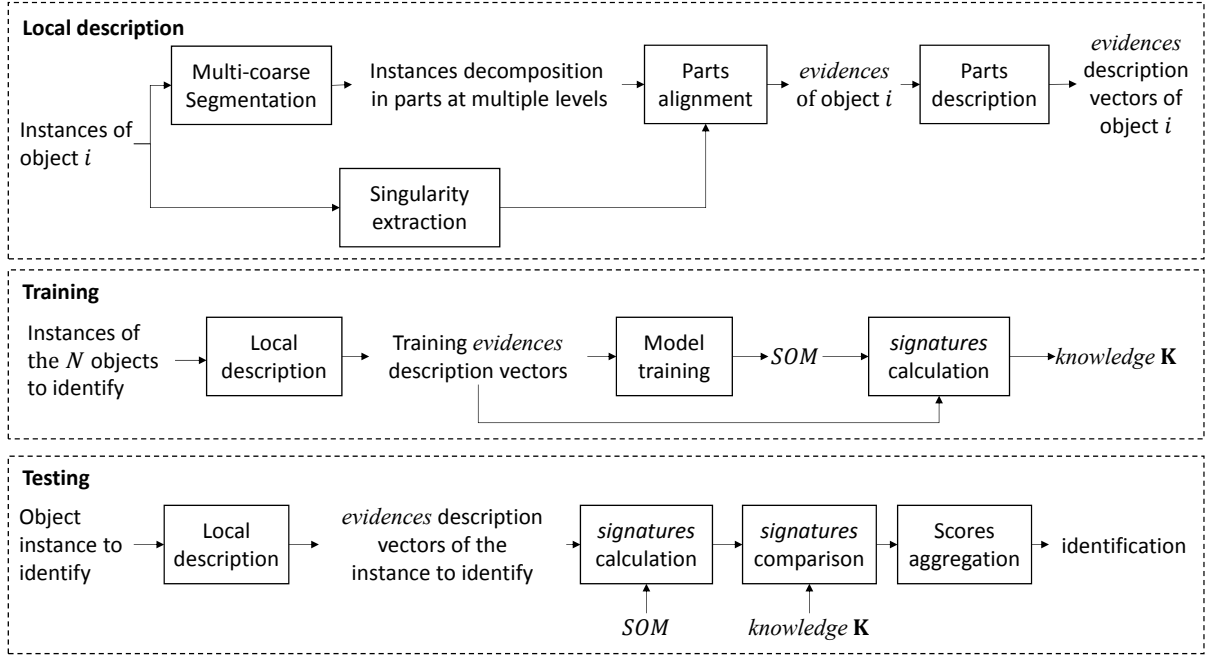 Local description
Multi-coarse
Segmentation
Instances decomposition
in parts at multiple levels
Parts
alignment
evidences
of object i
Parts
description
evidences
description
vectors of
object i
Instances of
object i
Singularity
extraction
Training
Instances of
the N objects
to identify
Local
description
Training evidences
description vectors
Model
training
SOM
signatures
calculation
knowledge K
Testing
Object
instance to
identify
Local
description
evidences description
vectors of the
instance to identify
signatures
calculation
signatures
comparison
Scores
aggregation
identification
SOM
knowledge K